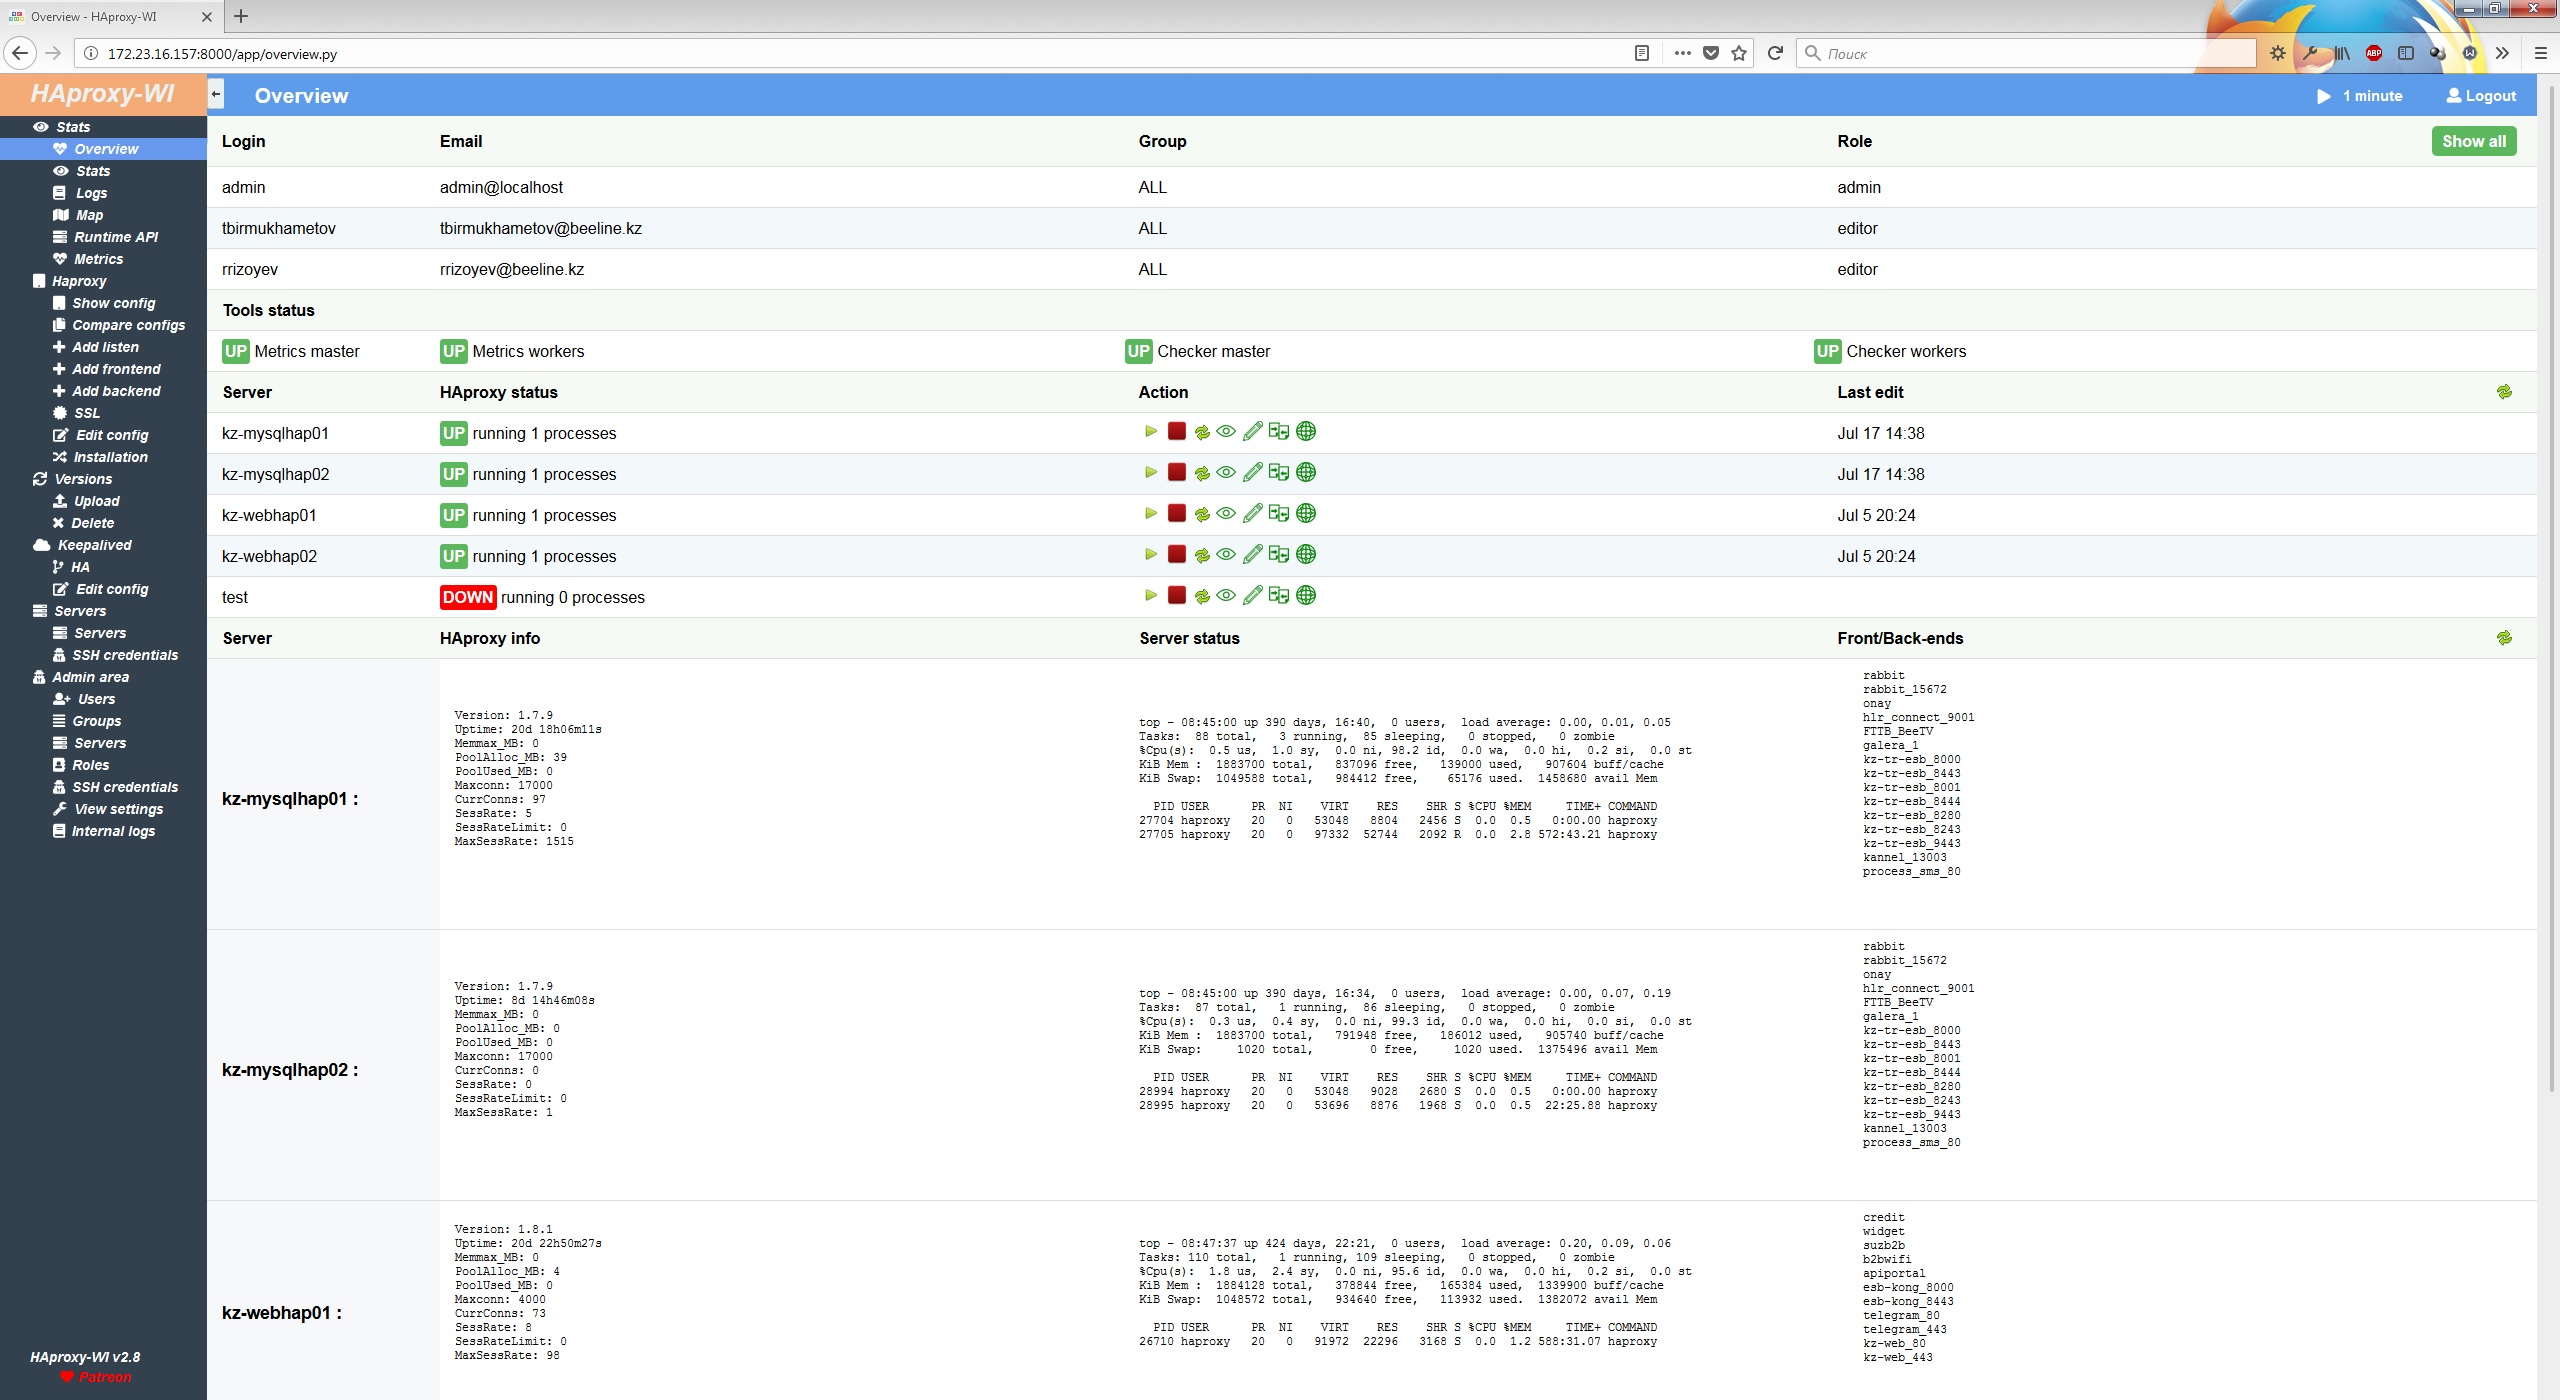 Overview - HAproxy-WI
172.23.16.157:8000/app/overview.py
Поиск
ABP
HAproxy-WI
Overview
1 minute
Logout
Stats
Overview
Stats
Logs
Map
Runtime API
Metrics
Haproxy
Show config
Compare configs
Add listen
Add frontend
Add backend
SSL
Edit config
Installation
Versions
Upload
Delete
Keepalived
HA
Edit config
Servers
Servers
SSH credentials
Admin area
Users
Groups
Servers
Roles
SSH credentials
View settings
Internal logs
HAproxy-WI v2.8
Patreon
Login Email Group Role Show all
admin admin@localhost ALL admin
tbirmukhametov tbirmukhametov@beeline.kz ALL editor
rrizoyev rrizoyev@beeline.kz ALL editor
Tools status
UP Metrics master UP Metrics workers UP Checker master UP Checker workers
Server HAproxy status Action Last edit
kz-mysqlhap01 UP running 1 processes Jul 17 14:38
kz-mysqlhap02 UP running 1 processes Jul 17 14:38
kz-webhap01 UP running 1 processes Jul 5 20:24
kz-webhap02 UP running 1 processes Jul 5 20:24
test DOWN running 0 processes
Server HAproxy info Server status Front/Back-ends
kz-mysqlhap01 :
Version: 1.7.9
Uptime: 20d 18h06m11s
Memmax_MB: 0
PoolAlloc_MB: 39
PoolUsed_MB: 0
Maxconn: 17000
CurrConns: 97
SessRate: 5
SessRateLimit: 0
MaxSessRate: 1515
top - 08:45:00 up 390 days, 16:40, 0 users, load average: 0.00, 0.01, 0.05
Tasks: 88 total, 3 running, 85 sleeping, 0 stopped, 0 zombie
%Cpu(s): 0.5 us, 1.0 sy, 0.0 ni, 98.2 id, 0.0 wa, 0.0 hi, 0.2 si, 0.0 st
KiB Mem : 1883700 total, 837096 free, 139000 used, 907604 buff/cache
KiB Swap: 1049588 total, 984412 free, 65176 used. 1458680 avail Mem
PID USER PR NI VIRT RES SHR S %CPU %MEM TIME+ COMMAND
27704 haproxy 20 0 53048 8804 2456 S 0.0 0.5 0:00.00 haproxy
27705 haproxy 20 0 97332 52744 2092 R 0.0 2.8 572:43.21 haproxy
rabbit
rabbit_15672
onay
hlr_connect_9001
FTTB_BeeTV
galera_1
kz-tr-esb_8000
kz-tr-esb_8443
kz-tr-esb_8001
kz-tr-esb_8444
kz-tr-esb_8280
kz-tr-esb_8243
kz-tr-esb_9443
kannel_13003
process_sms_80
kz-mysqlhap02 :
Version: 1.7.9
Uptime: 8d 14h46m08s
Memmax_MB: 0
PoolAlloc_MB: 0
PoolUsed_MB: 0
Maxconn: 17000
CurrConns: 0
SessRate: 0
SessRateLimit: 0
MaxSessRate: 1
top - 08:45:00 up 390 days, 16:34, 0 users, load average: 0.00, 0.07, 0.19
Tasks: 87 total, 1 running, 86 sleeping, 0 stopped, 0 zombie
%Cpu(s): 0.3 us, 0.4 sy, 0.0 ni, 99.3 id, 0.0 wa, 0.0 hi, 0.0 si, 0.0 st
KiB Mem : 1883700 total, 791948 free, 186012 used, 905740 buff/cache
KiB Swap: 1020 total, 0 free, 1020 used. 1375496 avail Mem
PID USER PR NI VIRT RES SHR S %CPU %MEM TIME+ COMMAND
28994 haproxy 20 0 53048 9028 2680 S 0.0 0.5 0:00.00 haproxy
28995 haproxy 20 0 53696 8876 1968 S 0.0 0.5 22:25.88 haproxy
rabbit
rabbit_15672
onay
hlr_connect_9001
FTTB_BeeTV
galera_1
kz-tr-esb_8000
kz-tr-esb_8443
kz-tr-esb_8001
kz-tr-esb_8444
kz-tr-esb_8280
kz-tr-esb_8243
kz-tr-esb_9443
kannel_13003
process_sms_80
kz-webhap01 :
Version: 1.8.1
Uptime: 20d 22h50m27s
Memmax_MB: 0
PoolAlloc_MB: 4
PoolUsed_MB: 0
Maxconn: 4000
CurrConns: 73
SessRate: 8
SessRateLimit: 0
MaxSessRate: 98
top - 08:47:37 up 424 days, 22:21, 0 users, load average: 0.20, 0.09, 0.06
Tasks: 110 total, 1 running, 109 sleeping, 0 stopped, 0 zombie
%Cpu(s): 1.8 us, 2.4 sy, 0.0 ni, 95.6 id, 0.0 wa, 0.0 hi, 0.2 si, 0.0 st
KiB Mem : 1884128 total, 378844 free, 165384 used, 1339900 buff/cache
KiB Swap: 1048572 total, 934640 free, 113932 used. 1382072 avail Mem
PID USER PR NI VIRT RES SHR S %CPU %MEM TIME+ COMMAND
26710 haproxy 20 0 91972 22296 3168 S 0.0 1.2 588:31.07 haproxy
credit
widget
suzb2b
b2bwifi
apiportal
esb-kong_8000
esb-kong_8443
telegram_80
telegram_443
kz-web_80
kz-web_443